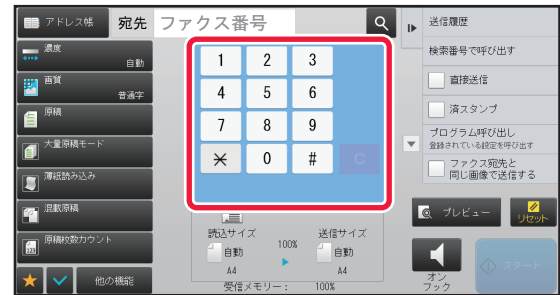 アドレス帳
宛先
ファクス番号
濃度
自動
画質
普通字
原稿
大量原稿モード
薄紙読み込み
混載原稿
原稿枚数カウント
他の機能
1 2 3
4 5 6
7 8 9
＊ 0 # C
読込サイズ
100%
送信サイズ
自動
自動
A4
A4
受信メモリー： 100%
送信履歴
検索番号で呼び出す
直接送信
済スタンプ
プログラム呼び出し
登録されている設定を呼び出す
ファクス宛先と
同じ画像で送信する
プレビュー
リセット
オン
フック
スタート